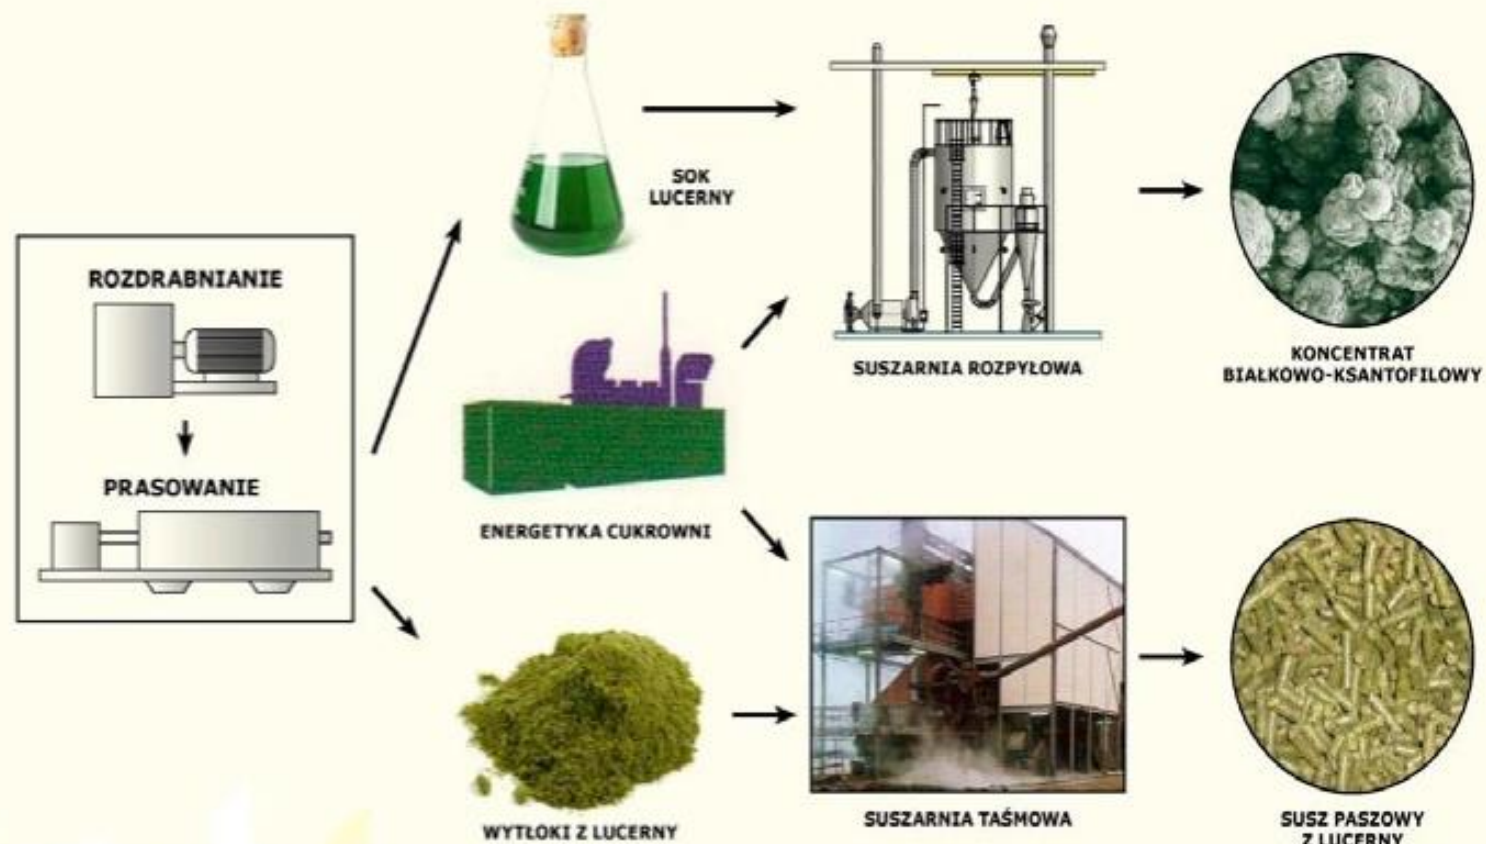 ROZDRABNIANIE
PRASOWANIE
SOK
LUCERNY
ENERGETYKA CUKROWNI
WYTŁOKI Z LUCERNY
SUSZARNIA ROZPYŁOWA
SUSZARNIA TAŚMOWA
KONCENTRAT
BIAŁKOWO-KSANTOFILOWY
SUSZ PASZOWY
Z LUCERNY